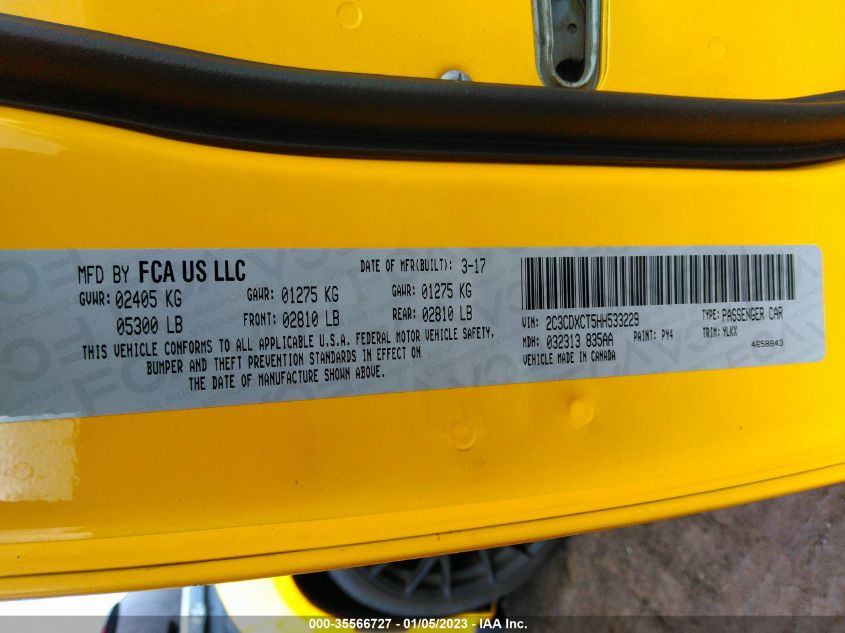 MFD BY FCA US LLC
DATE OF MFR(BUILT): 3-17
GVWR: 02405 KG
GAWR: 01275 KG
GAWR: 01275 KG
05300 LB
FRONT: 02810 LB
REAR: 02810 LB
THIS VEHICLE CONFORMS TO ALL APPLICABLE U.S.A. FEDERAL MOTOR VEHICLE SAFETY,
BUMPER AND THEFT PREVENTION STANDARDS IN EFFECT ON
THE DATE OF MANUFACTURE SHOWN ABOVE.
VIN: 2C3CDXCT5HH533229
TYPE: PASSENGER CAR
MDH: 032313 835AA
PAINT: PY4
TRIM: YLKX
VEHICLE MADE IN CANADA
4658843
000-35566727 - 01/05/2023 - IAA Inc.